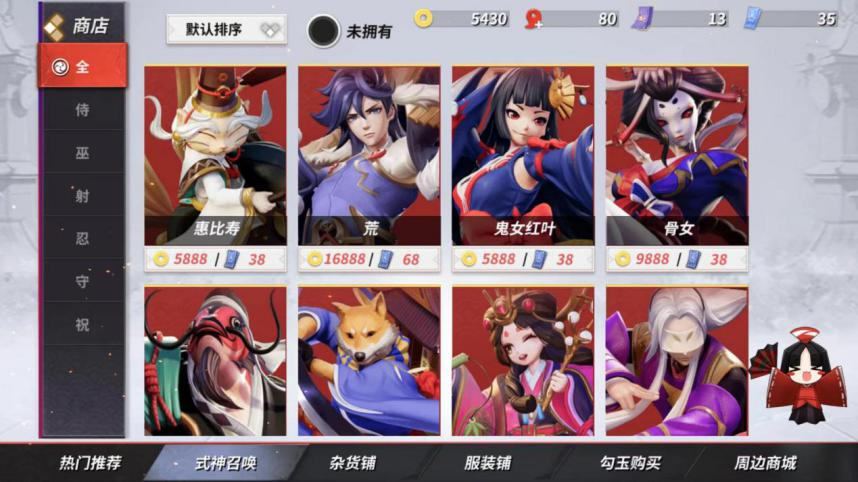 商店
默认排序
未拥有
5430
80
13
35
全
侍
巫
射
忍
守
祝
惠比寿
荒
鬼女红叶
骨女
5888 / 38
16888 / 68
5888 / 38
9888 / 38
热门推荐
式神召唤
杂货铺
服装铺
勾玉购买
周边商城